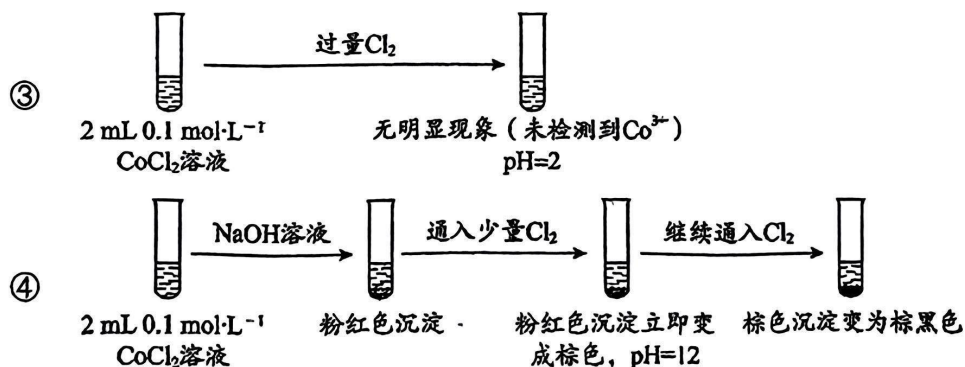 ③
过量Cl₂
2 mL 0.1 mol·L⁻¹
CoCl₂溶液
无明显现象(未检测到Co³⁺)
pH=2
④
NaOH溶液
通入少量Cl₂
继续通入Cl₂
2 mL 0.1 mol·L⁻¹
CoCl₂溶液
粉红色沉淀
粉红色沉淀立即变
成棕色,pH=12
棕色沉淀变为棕黑色